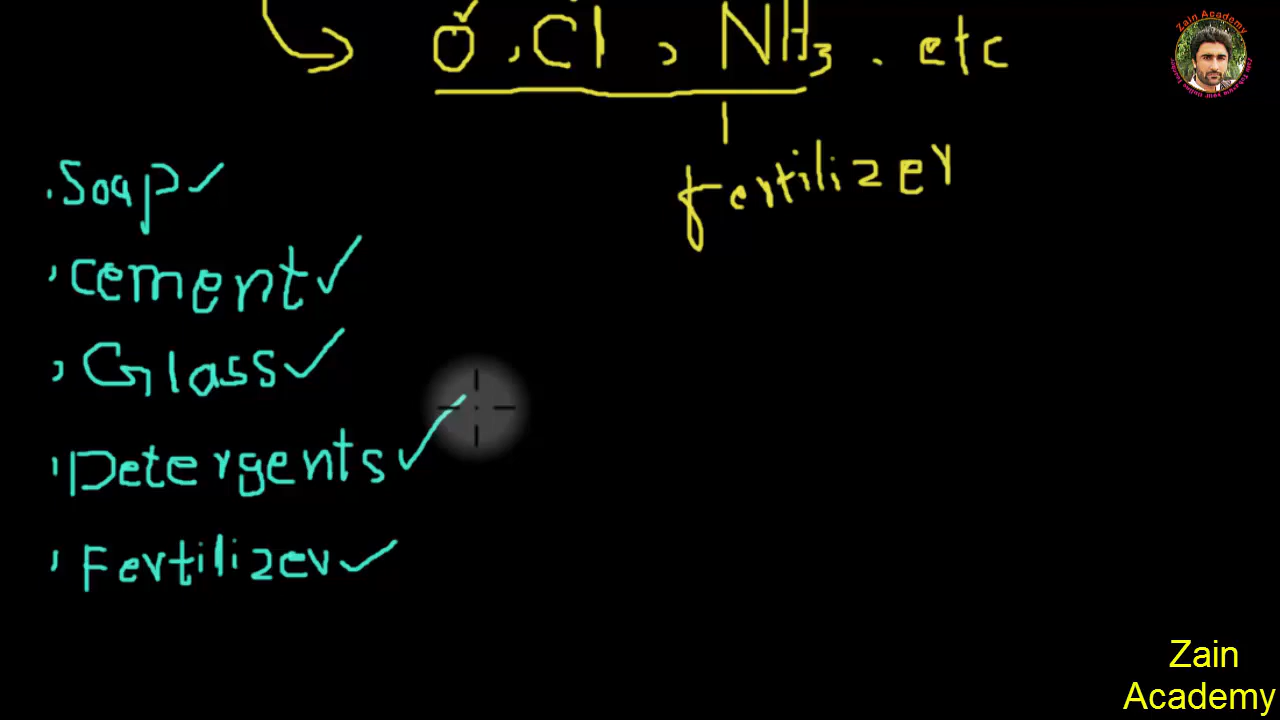 O, Cl, NH3. etc
fertilizer
.Soap✓
,cement✓
,Glass✓
,Detergents✓
,Fertilizer✓
Zain Academy
Zain
Academy